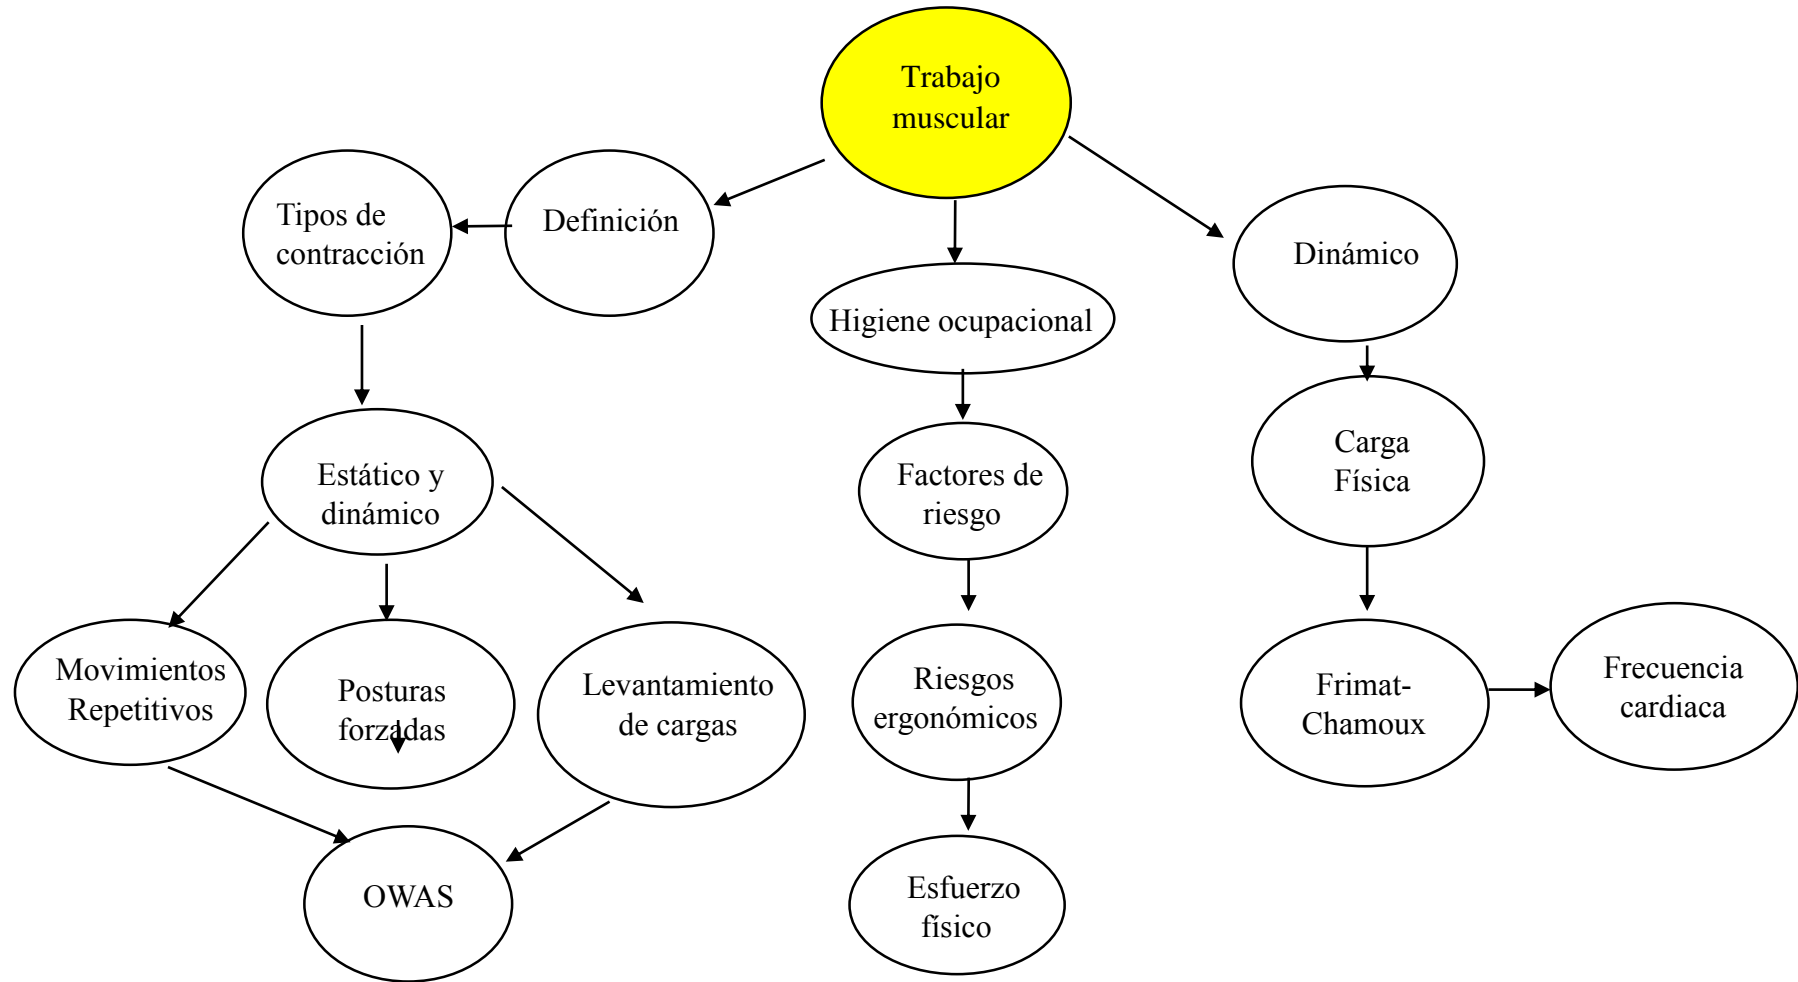 Trabajo
muscular
Tipos de
contracción
Definición
Dinámico
Higiene ocupacional
Estático y
dinámico
Factores de
riesgo
Carga
Física
Movimientos
Repetitivos
Posturas
forzadas
Levantamiento
de cargas
Riesgos
ergonómicos
Frimat-
Chamoux
Frecuencia
cardiaca
OWAS
Esfuerzo
físico